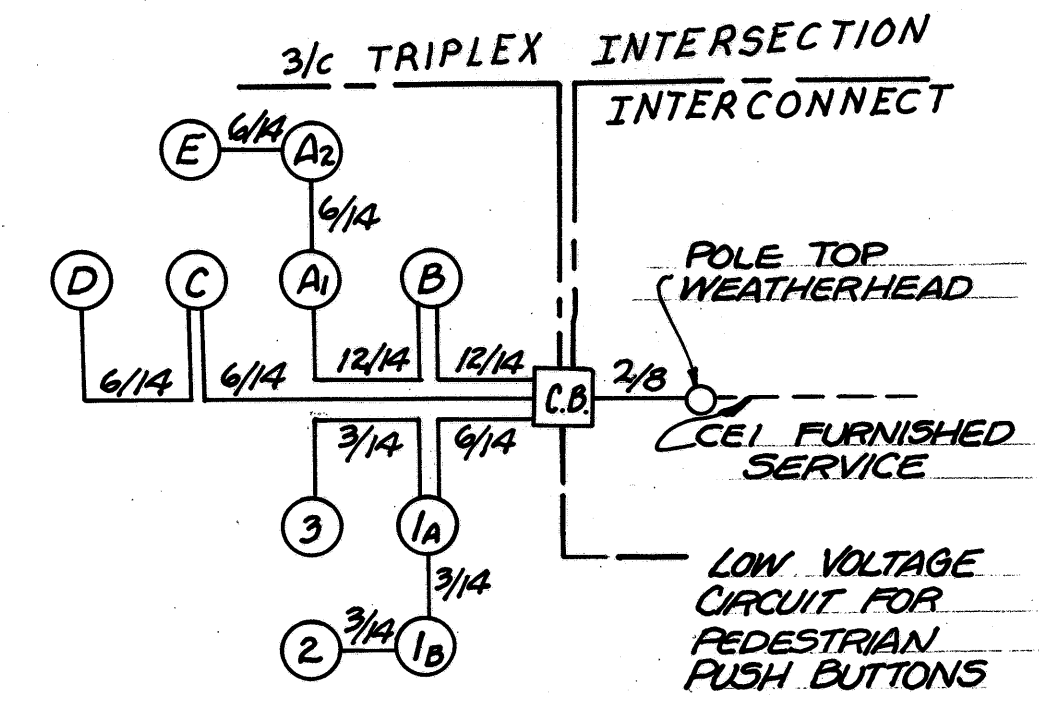 3/C TRIPLEX INTERSECTION
INTERCONNECT
E 6/14 A2
6/14
D C A1 B
POLE TOP
WEATHERHEAD
6/14 6/14 12/14 12/14
C.B. 2/8
3/14 6/14
CEI FURNISHED
SERVICE
3 1A
3/14
2 3/14 1B
LOW VOLTAGE
CIRCUIT FOR
PEDESTRIAN
PUSH BUTTONS